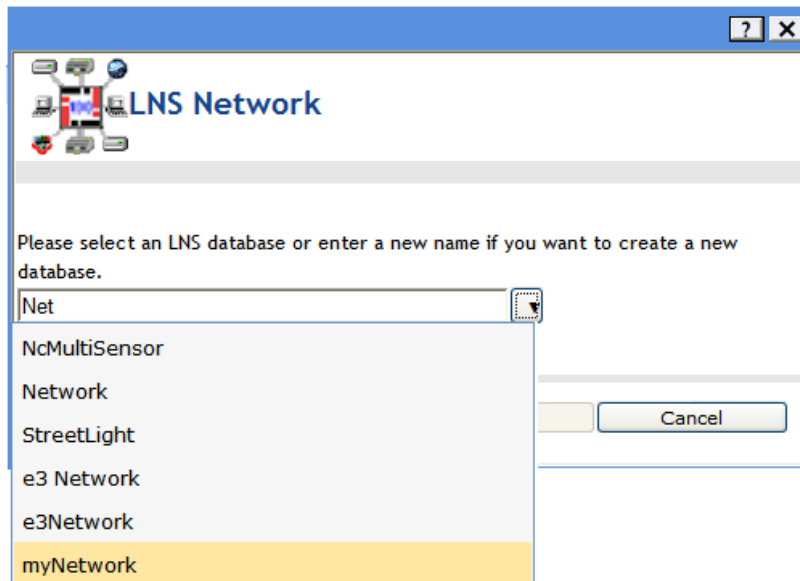 ?
LNS Network
Please select an LNS database or enter a new name if you want to create a new
database.
Net
NcMultiSensor
Network
StreetLight
e3 Network
e3Network
Cancel
myNetwork